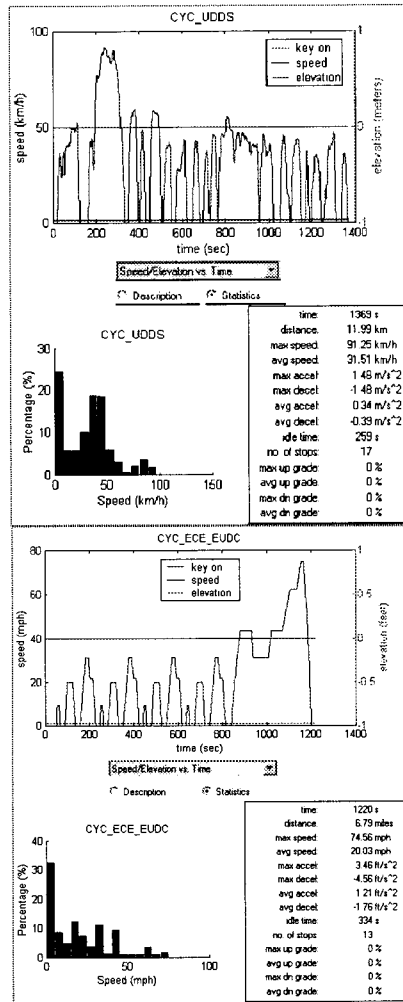 CYC_UDDS
100
50
0
speed (km/h)
key on
speed
elevation
1
0
-1
elevation (meters)
0 200 400 600 800 1000 1200 1400
time (sec)
Speed/Elevation vs. Time
Description Statistics
CYC_UDDS
30
20
10
0
Percentage (%)
0 50 100 150
Speed (km/h)
time: 1369 s
distance: 11.99 km
max speed: 91.25 km/h
avg speed: 31.51 km/h
max accel: 1.48 m/s^2
max decel: -1.48 m/s^2
avg accel: 0.34 m/s^2
avg decel: -0.39 m/s^2
idle time: 259 s
no. of stops: 17
max up grade: 0 %
avg up grade: 0 %
max dn grade: 0 %
avg dn grade: 0 %
CYC_ECE_EUDC
80
60
40
20
0
speed (mph)
key on
speed
elevation
1
0.5
0
-0.5
-1
elevation (feet)
0 200 400 600 800 1000 1200 1400
time (sec)
Speed/Elevation vs. Time
Description Statistics
CYC_ECE_EUDC
40
30
20
10
0
Percentage (%)
0 50 100
Speed (mph)
time: 1220 s
distance: 6.79 miles
max speed: 74.56 mph
avg speed: 20.03 mph
max accel: 3.46 ft/s^2
max decel: -4.56 ft/s^2
avg accel: 1.21 ft/s^2
avg decel: -1.76 ft/s^2
idle time: 334 s
no. of stops: 13
max up grade: 0 %
avg up grade: 0 %
max dn grade: 0 %
avg dn grade: 0 %